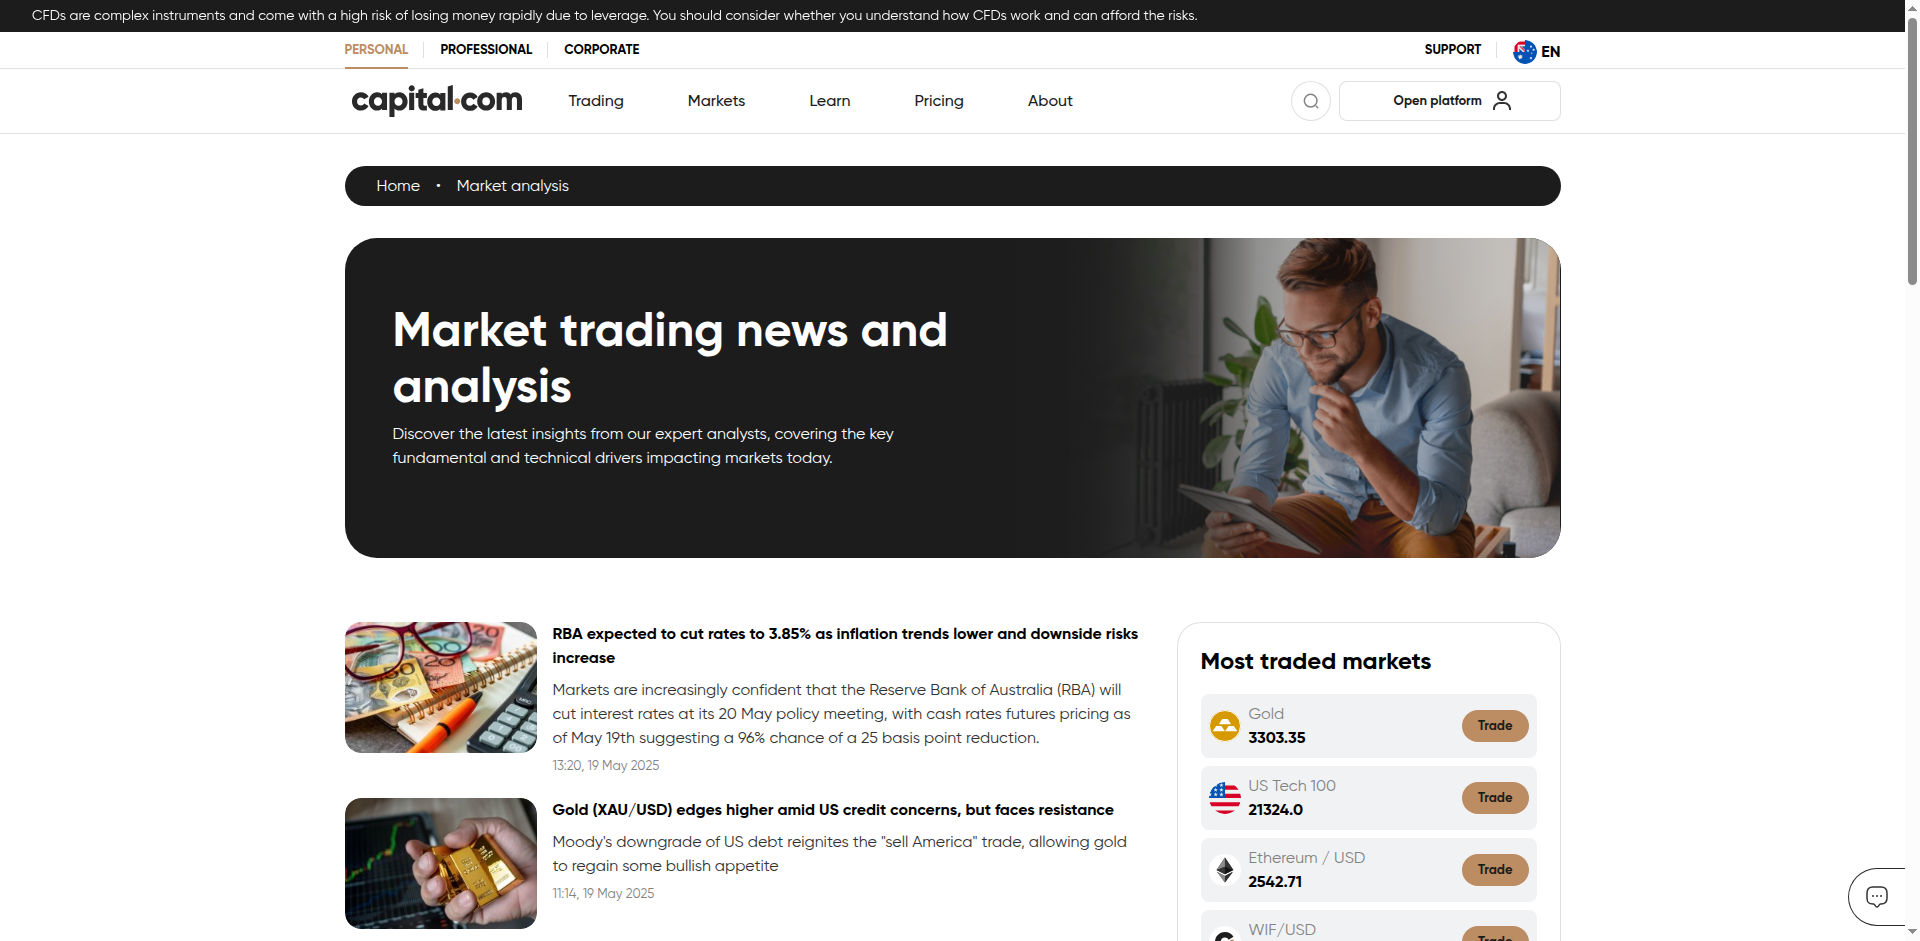 CFDs are complex instruments and come with a high risk of losing money rapidly due to leverage. You should consider whether you understand how CFDs work and can afford the risks.
PERSONAL
PROFESSIONAL
CORPORATE
SUPPORT
EN
capital.com
Trading
Markets
Learn
Pricing
About
Open platform
Home • Market analysis
Market trading news and
analysis
Discover the latest insights from our expert analysts, covering the key
fundamental and technical drivers impacting markets today.
RBA expected to cut rates to 3.85% as inflation trends lower and downside risks
increase
Markets are increasingly confident that the Reserve Bank of Australia (RBA) will
cut interest rates at its 20 May policy meeting, with cash rates futures pricing as
of May 19th suggesting a 96% chance of a 25 basis point reduction.
13:20, 19 May 2025
Gold (XAU/USD) edges higher amid US credit concerns, but faces resistance
Moody's downgrade of US debt reignites the "sell America" trade, allowing gold
to regain some bullish appetite
11:14, 19 May 2025
Most traded markets
Gold
3303.35
Trade
US Tech 100
21324.0
Trade
Ethereum / USD
2542.71
Trade
WIF/USD
Trade